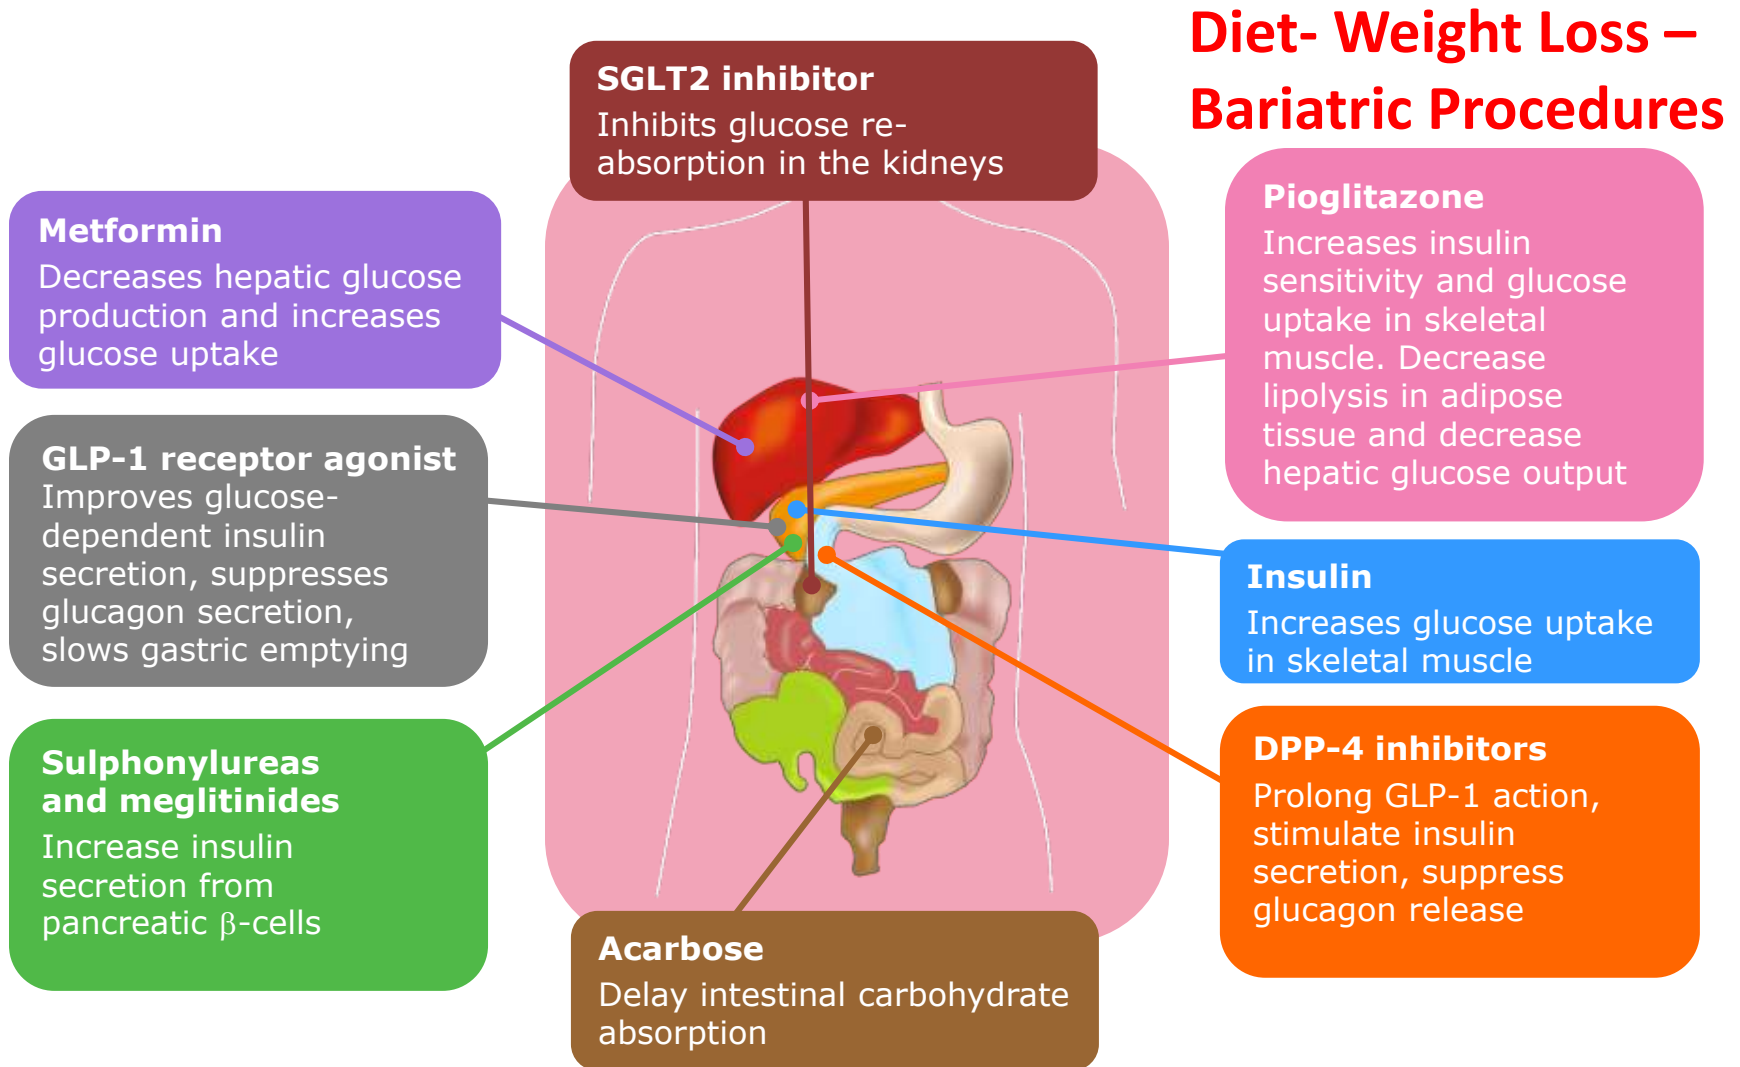 Diet- Weight Loss –
Bariatric Procedures
SGLT2 inhibitor
Inhibits glucose re-
absorption in the kidneys
Metformin
Decreases hepatic glucose
production and increases
glucose uptake
Pioglitazone
Increases insulin
sensitivity and glucose
uptake in skeletal
muscle. Decrease
lipolysis in adipose
tissue and decrease
hepatic glucose output
GLP-1 receptor agonist
Improves glucose-
dependent insulin
secretion, suppresses
glucagon secretion,
slows gastric emptying
Insulin
Increases glucose uptake
in skeletal muscle
Sulphonylureas
and meglitinides
Increase insulin
secretion from
pancreatic β-cells
DPP-4 inhibitors
Prolong GLP-1 action,
stimulate insulin
secretion, suppress
glucagon release
Acarbose
Delay intestinal carbohydrate
absorption